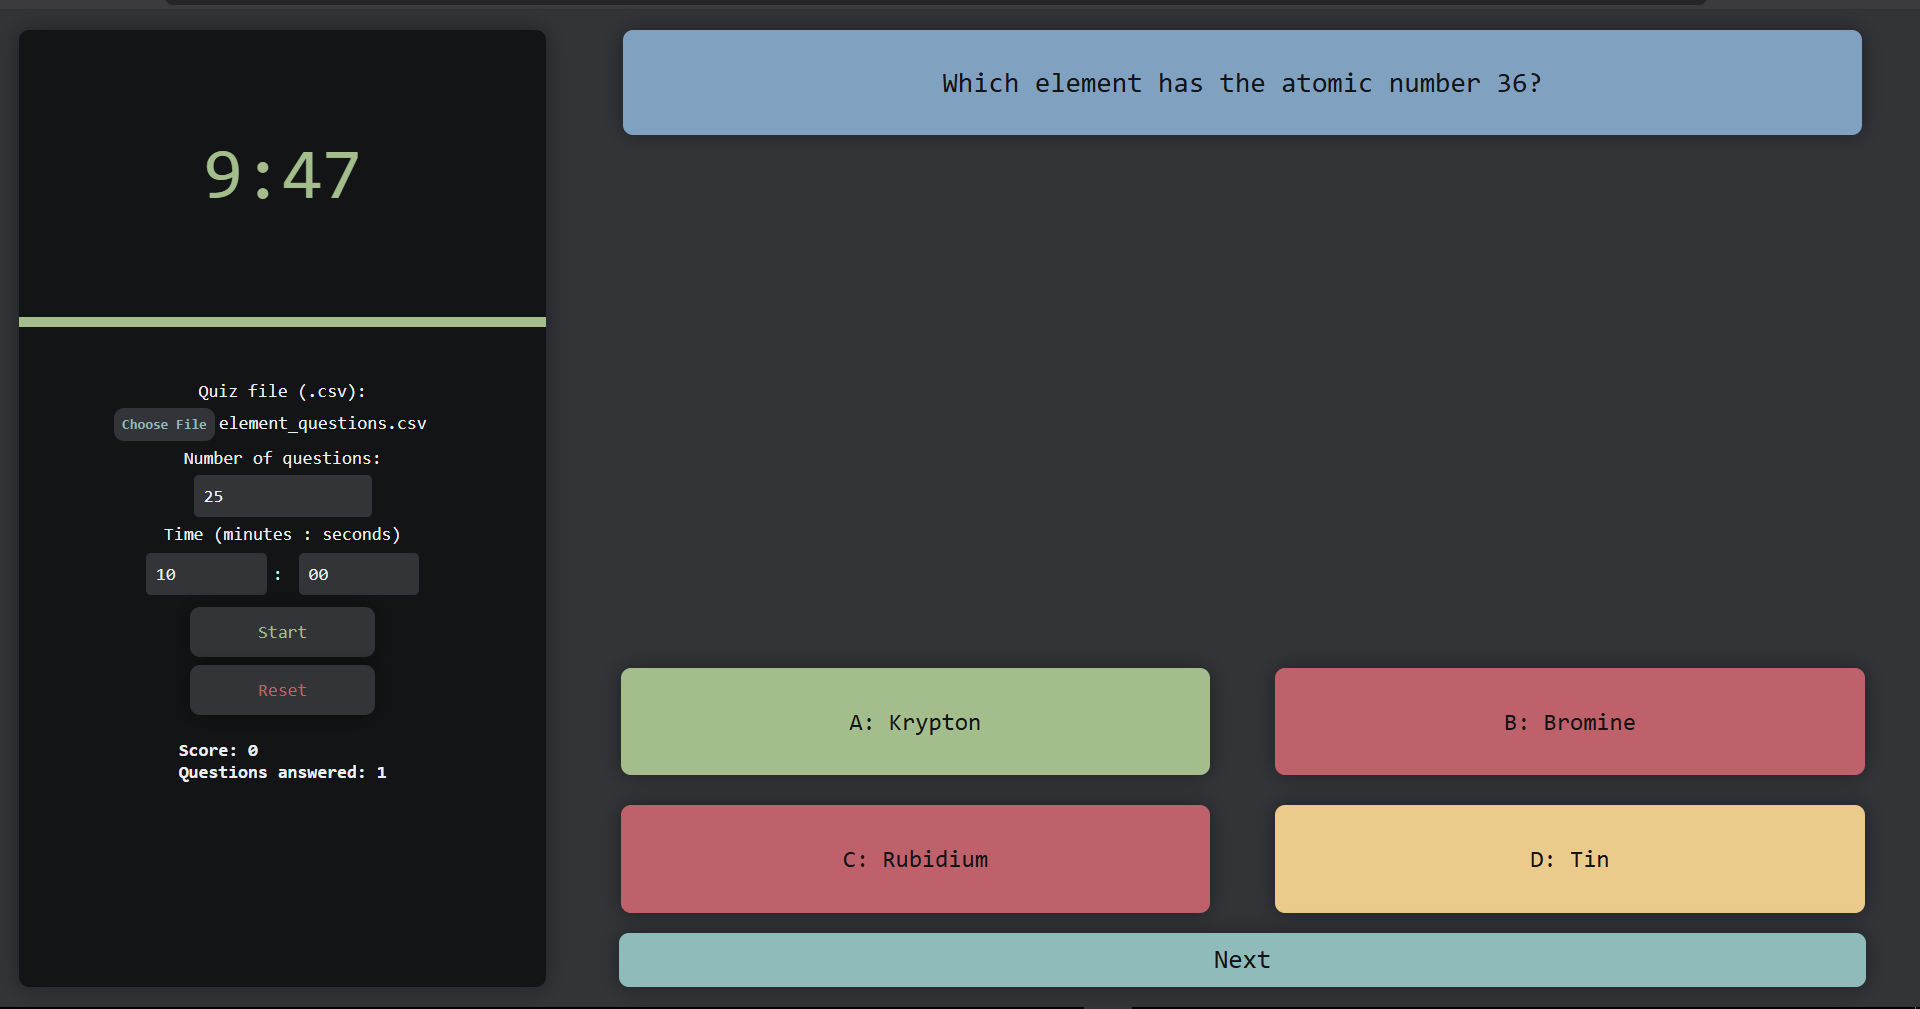 9:47
Quiz file (.csv):
Choose File element_questions.csv
Number of questions:
25
Time (minutes : seconds)
10 : 00
Start
Reset
Score: 0
Questions answered: 1
Which element has the atomic number 36?
A: Krypton
B: Bromine
C: Rubidium
D: Tin
Next